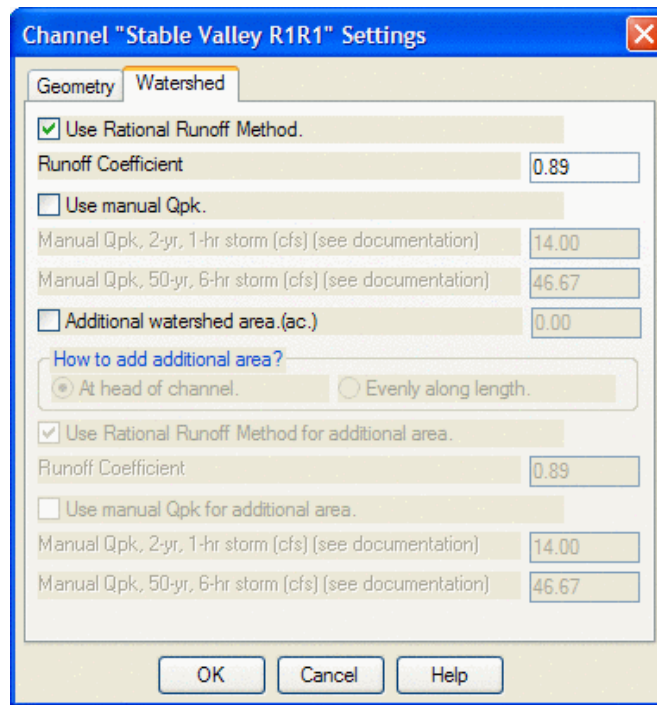 Channel "Stable Valley R1R1" Settings
Geometry Watershed
Use Rational Runoff Method.
Runoff Coefficient 0.89
Use manual Qpk.
Manual Qpk, 2-yr, 1-hr storm (cfs) (see documentation) 14.00
Manual Qpk, 50-yr, 6-hr storm (cfs) (see documentation) 46.67
Additional watershed area.(ac.) 0.00
How to add additional area?
At head of channel. Evenly along length.
Use Rational Runoff Method for additional area.
Runoff Coefficient 0.89
Use manual Qpk for additional area.
Manual Qpk, 2-yr, 1-hr storm (cfs) (see documentation) 14.00
Manual Qpk, 50-yr, 6-hr storm (cfs) (see documentation) 46.67
OK Cancel Help